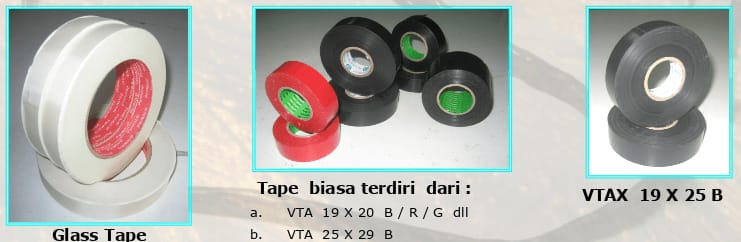 Glass Tape
Tape biasa terdiri dari :
a. VTA 19 X 20 B / R / G dll
b. VTA 25 X 29 B
VTAX 19 X 25 B